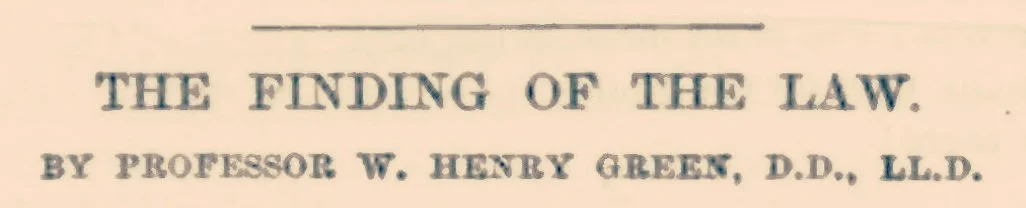 THE FINDING OF THE LAW.
BY PROFESSOR W. HENRY GREEN, D.D., LL.D.